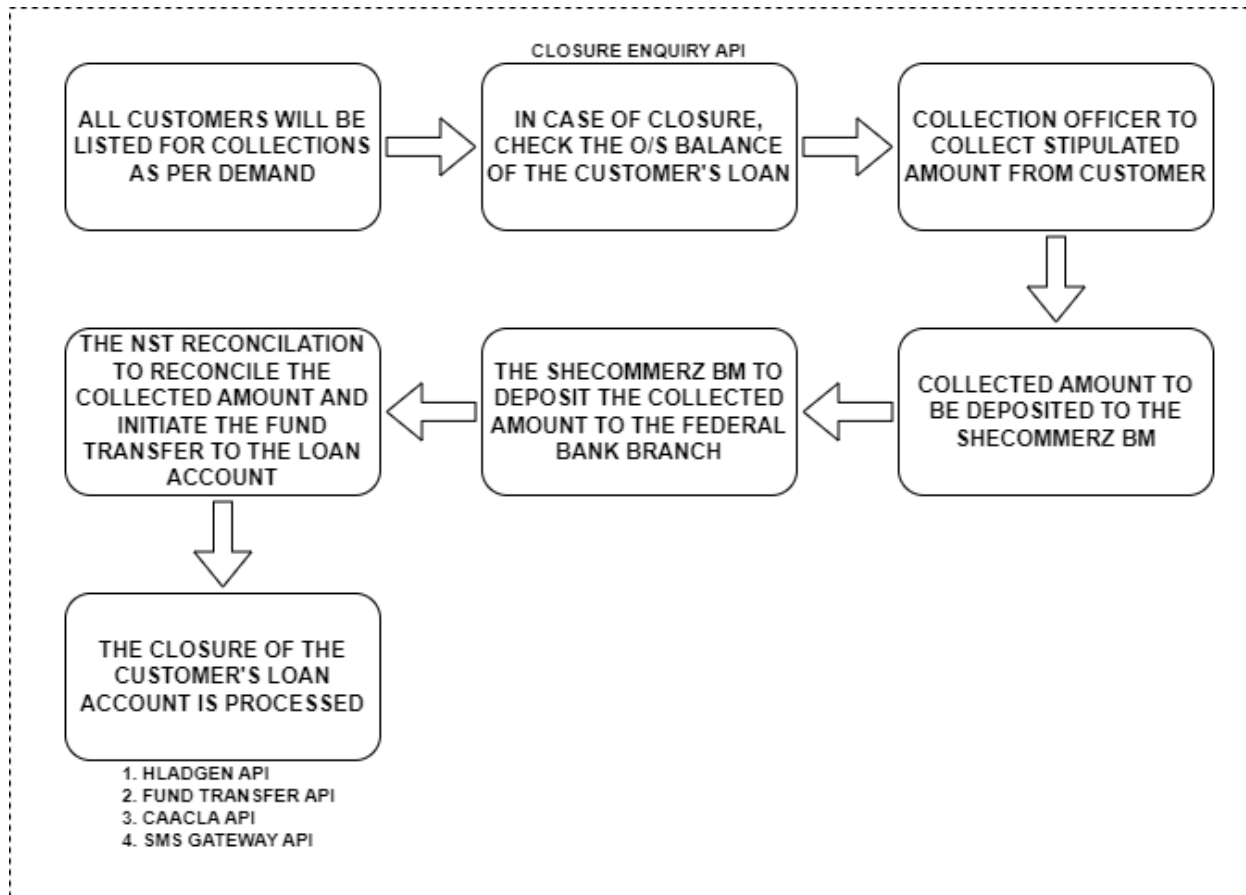 CLOSURE ENQUIRY API
ALL CUSTOMERS WILL BE
LISTED FOR COLLECTIONS
AS PER DEMAND
IN CASE OF CLOSURE,
CHECK THE O/S BALANCE
OF THE CUSTOMER'S LOAN
COLLECTION OFFICER TO
COLLECT STIPULATED
AMOUNT FROM CUSTOMER
COLLECTED AMOUNT TO
BE DEPOSITED TO THE
SHECOMMERZ BM
THE SHECOMMERZ BM TO
DEPOSIT THE COLLECTED
AMOUNT TO THE FEDERAL
BANK BRANCH
THE NST RECONCILATION
TO RECONCILE THE
COLLECTED AMOUNT AND
INITIATE THE FUND
TRANSFER TO THE LOAN
ACCOUNT
THE CLOSURE OF THE
CUSTOMER'S LOAN
ACCOUNT IS PROCESSED
1. HLADGEN API
2. FUND TRANSFER API
3. CAACLA API
4. SMS GATEWAY API